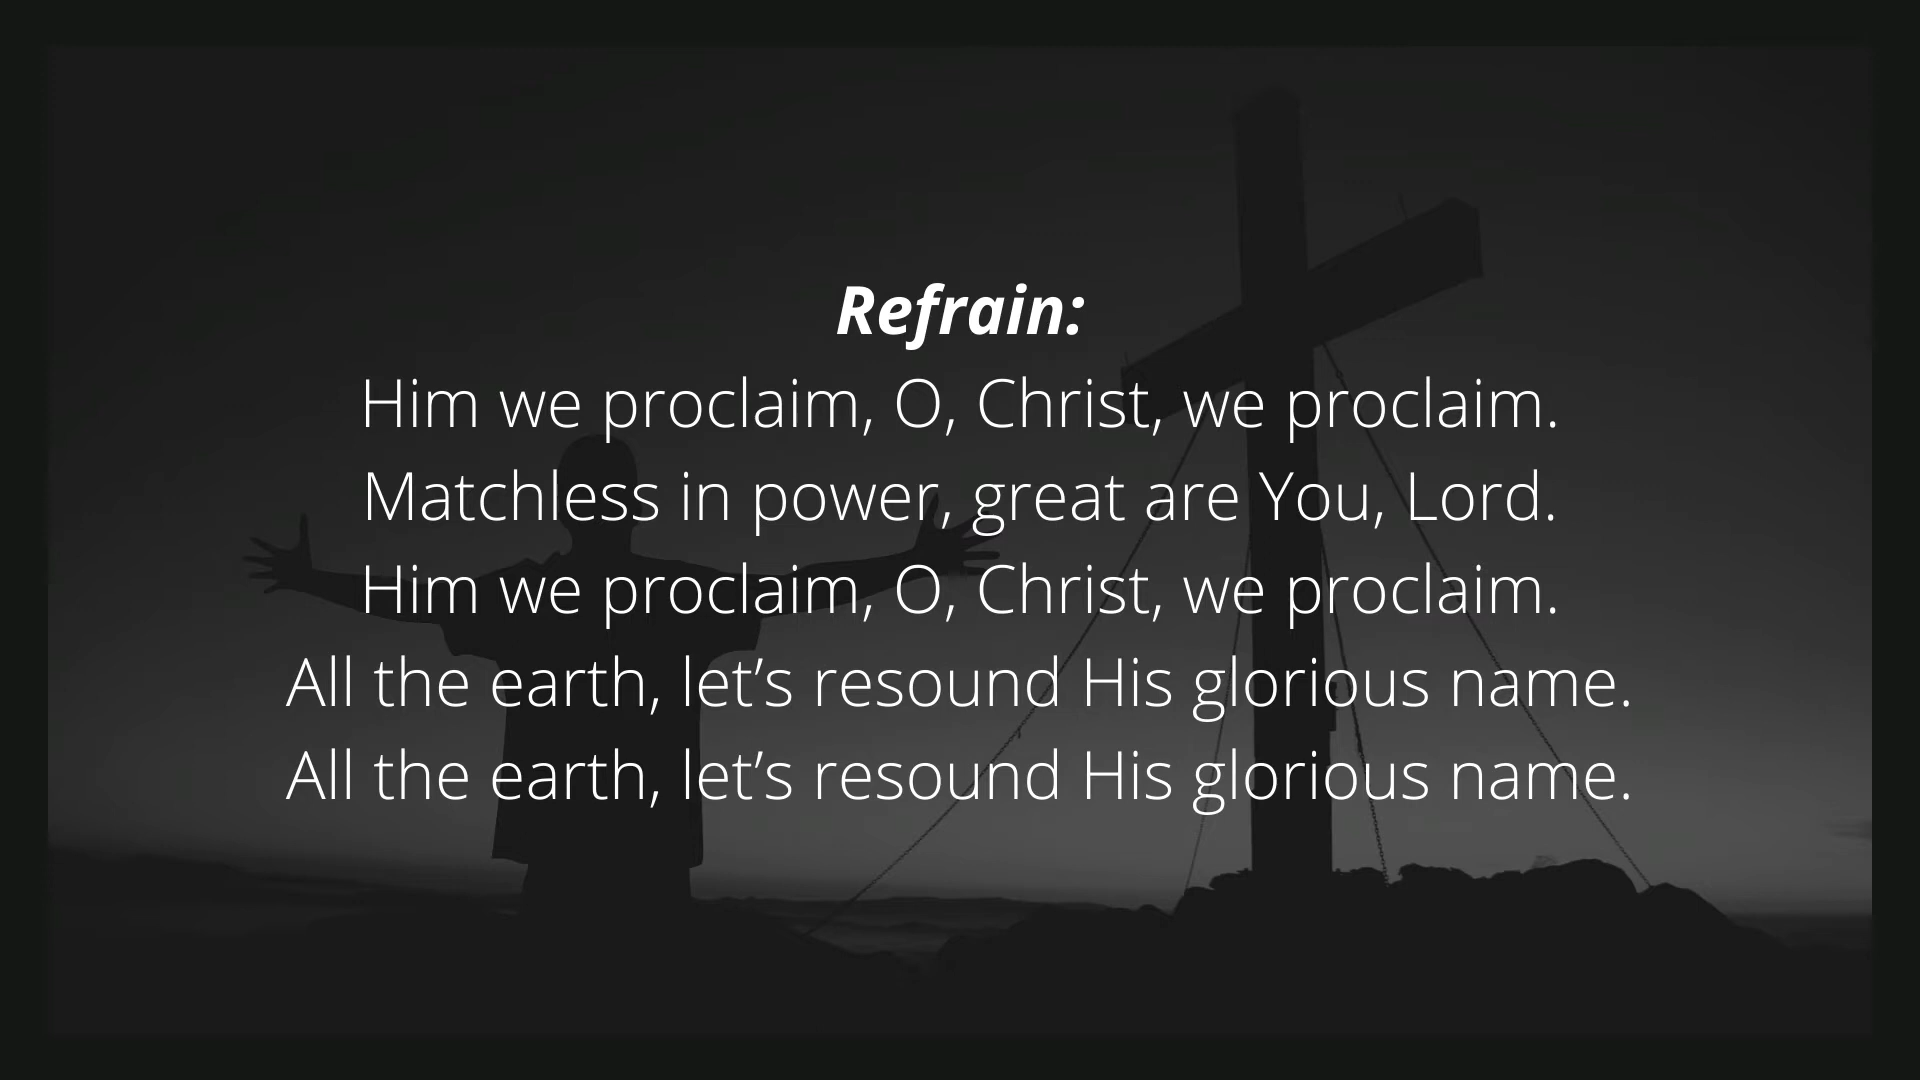 Refrain:
Him we proclaim, O, Christ, we proclaim.
Matchless in power, great are You, Lord.
Him we proclaim, O, Christ, we proclaim.
All the earth, let’s resound His glorious name.
All the earth, let’s resound His glorious name.